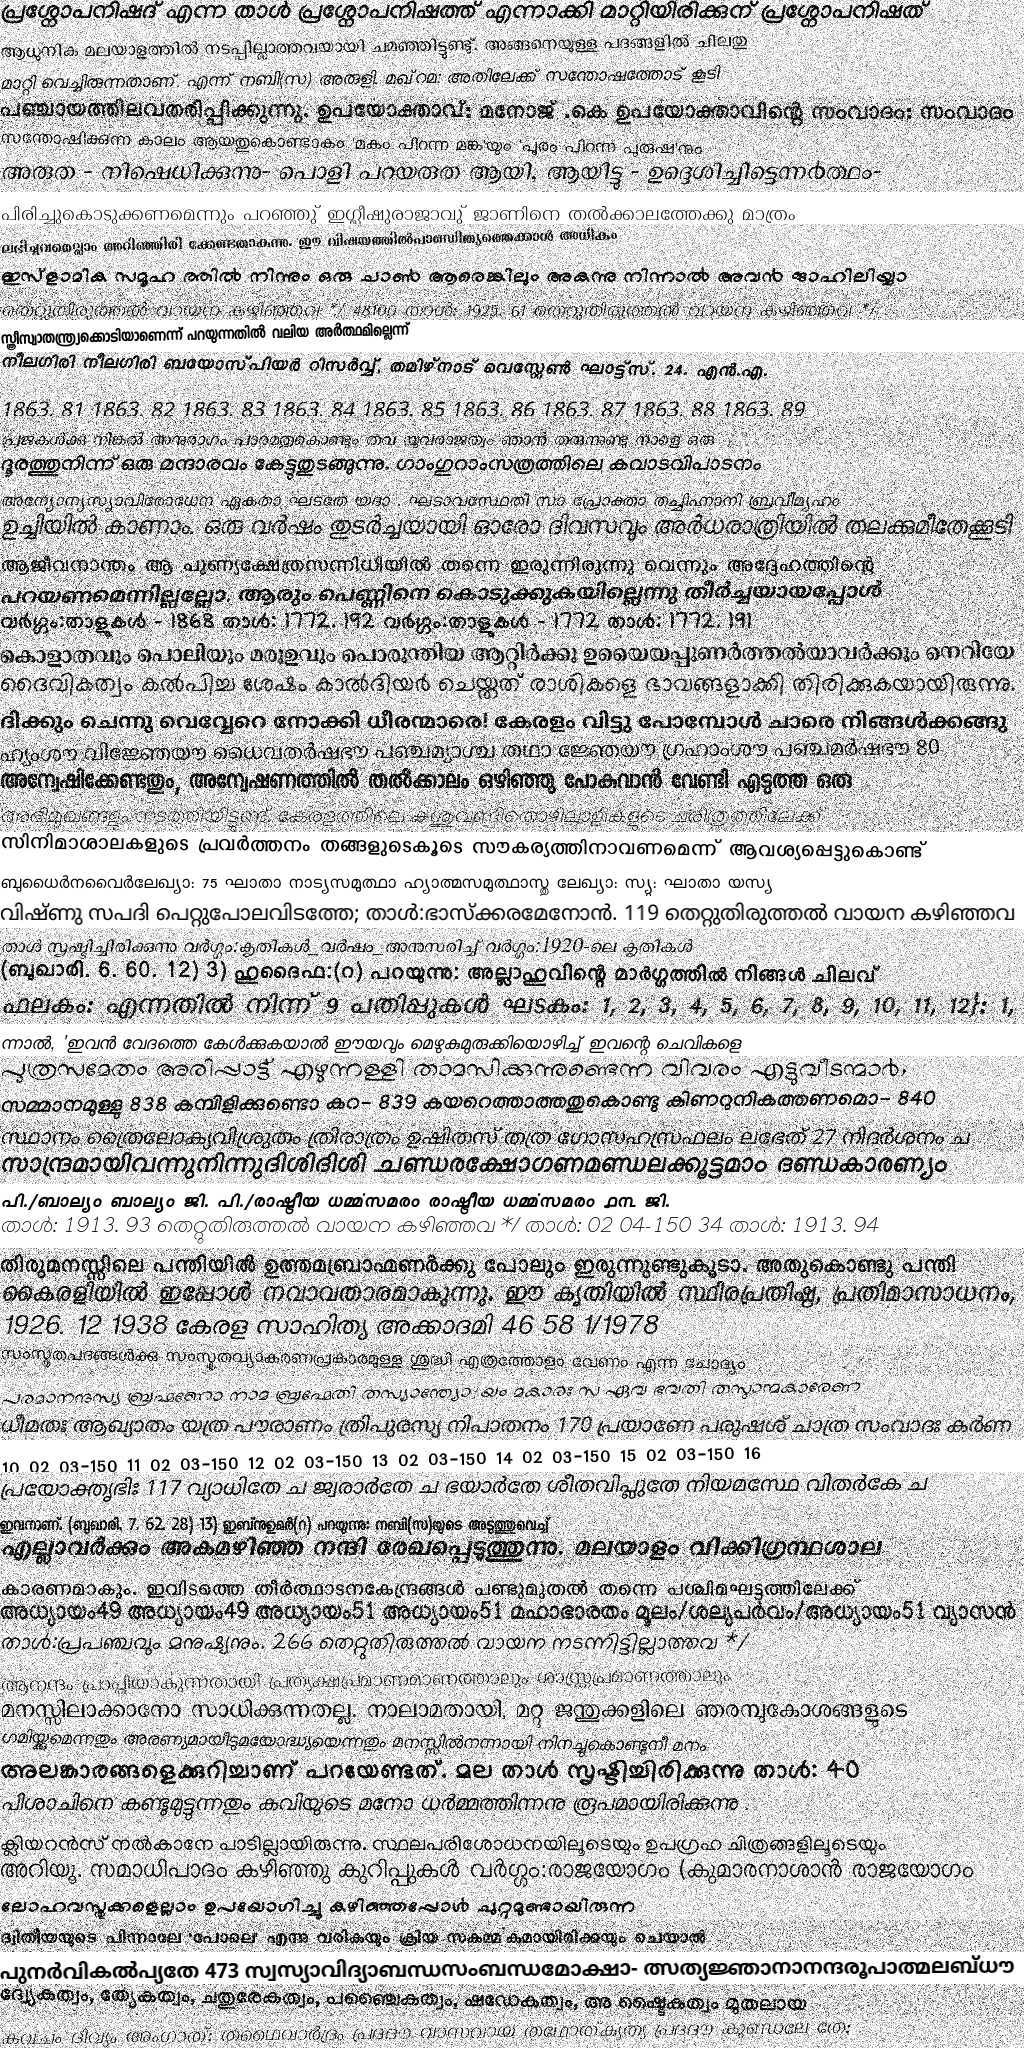 പ്രശ്നോപനിഷദ് എന്ന താൾ പ്രശ്നോപനിഷത്ത് എന്നാക്കി മാറ്റിയിരിക്കുന് പ്രശ്നോപനിഷത്
ആധുനിക മലയാളത്തിൽ നടപ്പില്ലാത്തവയായി ചമഞ്ഞിട്ടുണ്ടു്. അങ്ങനെയുള്ള പദങ്ങളിൽ ചിലതു
മാറ്റി വെച്ചിരുന്നതാണ്. എന്ന് നബി(സ) അരുളി. മഖ്റമ: അതിലേക്ക് സന്തോഷത്തോട് കൂടി
പഞ്ചായത്തിലവതരിപ്പിക്കുന്നു. ഉപയോക്താവ്: മനോജ് .കെ ഉപയോക്താവിന്റെ സംവാദം: സംവാദം
സന്തോഷിക്കുന്ന കാലം ആയതുകൊണ്ടാകം 'മകം പിറന്ന മങ്ക'യും 'പൂരം പിറന്ന പുരുഷ'നും
അരുത - നിഷെധിക്കുന്നു- പൊളി പറയരുത ആയി, ആയിട്ടു - ഉദ്ദെശിച്ചിട്ടെന്നർത്ഥം-
പിരിച്ചുകൊടുക്കണമെന്നും പറഞ്ഞു് ഇഗ്ലീഷുരാജാവു് ജാണിനെ തൽക്കാലത്തേക്കു മാത്രം
ലഭിച്ചവരെല്ലാം അറിഞ്ഞിരി ക്കേണ്ടതാകുന്നു. ഈ വിഷയത്തിൽപാണ്ഡിത്യത്തെക്കാൾ അധികം
ഇസ്ളാമിക സമൂഹ ത്തിൽ നിന്നും ഒരു ചാൺ ആരെങ്കിലും അകന്നു നിന്നാൽ അവൻ ജാഹിലിയ്യാ
തെറ്റുതിരുത്തൽ വായന കഴിഞ്ഞവ */ 48100 താൾ: 1925. 61 തെറ്റുതിരുത്തൽ വായന കഴിഞ്ഞവ */
സ്ത്രീസ്വാതന്ത്ര്യക്കൊടിയാണെന്ന് പറയുന്നതിൽ വലിയ അർത്ഥമില്ലെന്ന്
നീലഗിരി നീലഗിരി ബയോസ്പിയർ റിസർവ്വ്, തമിഴ്നാട് വെസ്റ്റേൺ ഘാട്ട്സ്. 24. എൻ.എ.
1863. 81 1863. 82 1863. 83 1863. 84 1863. 85 1863. 86 1863. 87 1863. 88 1863. 89
പ്രജകൾക്കു നിങ്കൽ അനുരാഗം പാരമതുകൊണ്ടും തവ യൂവരാജത്വം ഞാൻ തരുന്നുണ്ടു നാളെ ഒരു
ദൂരത്തുനിന്ന് ഒരു മന്ദാരവം കേട്ടുതുടങ്ങുന്നു. ഗാംഗുറാംസത്രത്തിലെ കവാടവിപാടനം
അന്യോന്യസ്യാവിരോധേന ഏകതാ ഘടതേ യദാ . ഘടാവസ്ഥേതി സാ പ്രോക്താ തച്ചിഹ്നാനി ബ്രവീമ്യഹം
ഉച്ചിയിൽ കാണാം. ഒരു വർഷം തുടർച്ചയായി ഓരോ ദിവസവും അർധരാത്രിയിൽ തലക്കുമീതേക്കൂടി
ആജീവനാന്തം ആ പുണ്യക്ഷേത്രസന്നിധിയിൽ തന്നെ ഇരുന്നിരുന്നു വെന്നും അദ്ദേഹത്തിന്റെ
പറയണമെന്നില്ലല്ലോ. ആരും പെണ്ണിനെ കൊടുക്കുകയില്ലെന്നു തീർച്ചയായപ്പോൾ
വർഗ്ഗം:താളുകൾ - 1868 താൾ: 1772. 192 വർഗ്ഗം:താളുകൾ - 1772 താൾ: 1772. 191
കൊളാതവും പൊലിയും മരുഉവും പൊരുന്തിയ ആറ്റിർക്കു ഉയൈയപ്പുണർത്തൽയാവർക്കും നെറിയേ
ദൈവികത്വം കൽപിച്ച ശേഷം കാൽദിയർ ചെയ്തത് രാശികളെ ഭാവങ്ങളാക്കി തിരിക്കുകയായിരുന്നു.
ദിക്കും ചെന്നു വെവ്വേറെ നോക്കി ധീരന്മാരെ! കേരളം വിട്ടു പോമ്പോൾ ചാരെ നിങ്ങൾക്കങ്ങു
ഹ്യംശൗ വിജ്ഞേയൗ ധൈവതർഷഭൗ പഞ്ചമ്യാശ്ച തഥാ ജ്ഞേയൗ ഗ്രഹാംശൗ പഞ്ചമർഷഭൗ 80
അന്വേഷിക്കേണ്ടതും, അന്വേഷണത്തിൽ തൽക്കാലം ഒഴിഞ്ഞു പോകുവാൻ വേണ്ടി എടുത്ത ഒരു
അഭിമുഖങ്ങളും നടത്തിയിട്ടുണ്ട്. കേരളത്തിലെ കശുവണ്ടിതൊഴിലാളികളുടെ ചരിത്രത്തിലേക്ക്
സിനിമാശാലകളുടെ പ്രവർത്തനം തങ്ങളുടെകൂടെ സൗകര്യത്തിനാവണമെന്ന് ആവശ്യപ്പെട്ടുകൊണ്ട്
ബുധൈർനവൈർലേഖ്യാ: 75 ഘാതാ നാട്യസമുത്ഥാ ഹ്യാത്മസമുത്ഥാസ്തു ലേഖ്യാ: സ്യു: ഘാതാ യസ്യ
വിഷ്ണു സപദി പെറ്റുപോലവിടത്തേ; താൾ:ഭാസ്ക്കരമേനോൻ. 119 തെറ്റുതിരുത്തൽ വായന കഴിഞ്ഞവ
താൾ സൃഷ്ടിച്ചിരിക്കുന്നു വർഗ്ഗം:കൃതികൾ_വർഷം_അനുസരിച്ച് വർഗ്ഗം:1920-ലെ കൃതികൾ
(ബുഖാരി. 6. 60. 12) 3) ഹുദൈഫ:(റ) പറയുന്നു: അല്ലാഹുവിന്റെ മാർഗ്ഗത്തിൽ നിങ്ങൾ ചിലവ്
ഫലകം: എന്നതിൽ നിന്ന് 9 പതിപ്പുകൾ ഘടകം: 1, 2, 3, 4, 5, 6, 7, 8, 9, 10, 11, 12}: 1,
ന്നാൽ, 'ഇവൻ വേദത്തെ കേൾക്കുകയാൽ ഈയവും മെഴുകുമുരുക്കിയൊഴിച്ച് ഇവന്റെ ചെവികളെ
പുത്രസമേതം അരിപ്പാട്ട് എഴുന്നള്ളി താമസിക്കുന്നുണ്ടെന്ന വിവരം എട്ടുവീടന്മാർ,
സമ്മാനമുള്ളു 838 കമ്പിളിക്കുണ്ടൊ കറ- 839 കയറെത്താത്തതുകൊണ്ടു കിണറുനികത്തണമൊ- 840
സ്ഥാനം ത്രൈലോക്യവിശ്രുതം ത്രിരാത്രം ഉഷിതസ് തത്ര ഗോസഹസ്രഫലം ലഭേത് 27 നിദർശനം ച
സാന്ദ്രമായിവന്നുനിന്നുദിശിദിശി ചണ്ഡരക്ഷോഗണമണ്ഡലക്കൂട്ടമാം ദണ്ഡകാരണ്യം
പി./ബാല്യം ബാല്യം ജി. പി./രാഷ്ട്രീയ ധമ്മ്സമരം രാഷ്ട്രീയ ധമ്മ്സമരം ൧൩ ജി.
താൾ: 1913. 93 തെറ്റുതിരുത്തൽ വായന കഴിഞ്ഞവ */ താൾ: 02 04-150 34 താൾ: 1913. 94
തിരുമനസ്സിലെ പന്തിയിൽ ഉത്തമബ്രാഹ്മണർക്കു പോലും ഇരുന്നുണ്ടുകൂടാ. അതുകൊണ്ടു പന്തി
കൈരളിയിൽ ഇപ്പോൾ നവാവതാരമാകുന്നു. ഈ കൃതിയിൽ സ്ഥിരപ്രതിഷ്ഠ, പ്രതിമാസാധനം,
1926. 12 1938 കേരള സാഹിത്യ അക്കാദമി 46 58 1/1978
സംസ്കൃതപദങ്ങൾക്കു സംസ്കൃതവ്യാകരണപ്രകാരമുള്ള ശുദ്ധി എത്രത്തോളം വേണം എന്ന ചോദ്യം
പരമാനന്ദസ്യ ബ്രഹ്മണോ നാമ ബ്രഹ്മേതി തസ്യാന്ത്യോ;യം മകാരഃ സ ഏവ ഭവതി തസ്മാന്മകാരേണ
ധീമതഃ ആഖ്യാതം യത്ര പൗരാണം ത്രിപുരസ്യ നിപാതനം 170 പ്രയാണേ പരുഷശ് ചാത്ര സംവാദഃ കർണ
10 02 03-150 11 02 03-150 12 02 03-150 13 02 03-150 14 02 03-150 15 02 03-150 16
പ്രയോക്തൃഭിഃ 117 വ്യാധിതേ ച ജ്വരാർതേ ച ഭയാർതേ ശീതവിപ്ലുതേ നിയമസ്ഥേ വിതർകേ ച
ഇവനാണ്. (ബുഖാരി, 7. 62. 28) 13) ഇബ്നുഉമർ(റ) പറയുന്നു: നബി(സ)യുടെ അടുത്തുവെച്ച്
എല്ലാവർക്കും അകമഴിഞ്ഞ നന്ദി രേഖപ്പെടുത്തുന്നു. മലയാളം വിക്കിഗ്രന്ഥശാല
കാരണമാകും. ഇവിടത്തെ തീർത്ഥാടനകേന്ദ്രങ്ങൾ പണ്ടുമുതൽ തന്നെ പശ്ചിമഘട്ടത്തിലേക്ക്
അധ്യായം49 അധ്യായം49 അധ്യായം51 അധ്യായം51 മഹാഭാരതം മൂലം/ശല്യപർവം/അധ്യായം51 വ്യാസൻ
താൾ:പ്രപഞ്ചവും മനുഷ്യനും. 266 തെറ്റുതിരുത്തൽ വായന നടന്നിട്ടില്ലാത്തവ */
ആനന്ദം പ്രാപ്തിയാകുന്നതായി പ്രത്യക്ഷപ്രമാണമാണെത്താലും ശാസ്ത്രപ്രമാണത്താലും
മനസ്സിലാക്കാനോ സാധിക്കുന്നതല്ല. നാലാമതായി, മറ്റു ജന്തുക്കളിലെ ഞരമ്പുകോശങ്ങളുടെ
ഗമിയ്ക്കുമെന്നതും അരണ്യമായീടുമയോദ്ധ്യയെന്നതും മനസ്സിൽനന്നായി നിനച്ചുകൊണ്ടുനീ മനം
അലങ്കാരങ്ങളെക്കുറിച്ചാണ് പറയേണ്ടത്. മല താൾ സൃഷ്ടിച്ചിരിക്കുന്നു താൾ: 40
പിശാചിനെ കണ്ടുമുട്ടുന്നതും കവിയുടെ മനോ ധർമ്മത്തിന്നനു രൂപമായിരിക്കുന്നു .
ക്ലിയറൻസ് നൽകാനേ പാടില്ലായിരുന്നു. സ്ഥലപരിശോധനയിലൂടെയും ഉപഗ്രഹ ചിത്രങ്ങളിലൂടെയും
അറിയൂ. സമാധിപാദം കഴിഞ്ഞു കുറിപ്പുകൾ വർഗ്ഗം:രാജയോഗം (കുമാരനാശാൻ രാജയോഗം
ലോഹവസ്തുക്കളെല്ലാം ഉപയോഗിച്ചു കഴിഞ്ഞപ്പോൾ ചുറ്റുമുണ്ടായിരുന്ന
ദ്വിതീയയുടെ പിന്നാലേ 'പോലെ' എന്നു വരികയും ക്രിയ സകർമ്മകമായിരിക്കയും ചെയാൽ
പുനർവികൽപ്യതേ 473 സ്വസ്യാവിദ്യാബന്ധസംബന്ധമോക്ഷാ- ത്സത്യജ്ഞാനാനന്ദരൂപാത്മലബ്ധൗ
ദ്വ്യേകത്വം, ത്ര്യേകത്വം, ചതുരേകത്വം, പഞ്ചൈകത്വം, ഷഡേകത്വം, അ ഷ്ടൈകത്വം മുതലായ
കവചം ദിവ്യം അംഗാത്; തഥൈവാർദ്രം പ്രദദൗ വാസവായ തഥോത്കൃത്യ പ്രദദൗ കുണ്ഡലേ തേ;